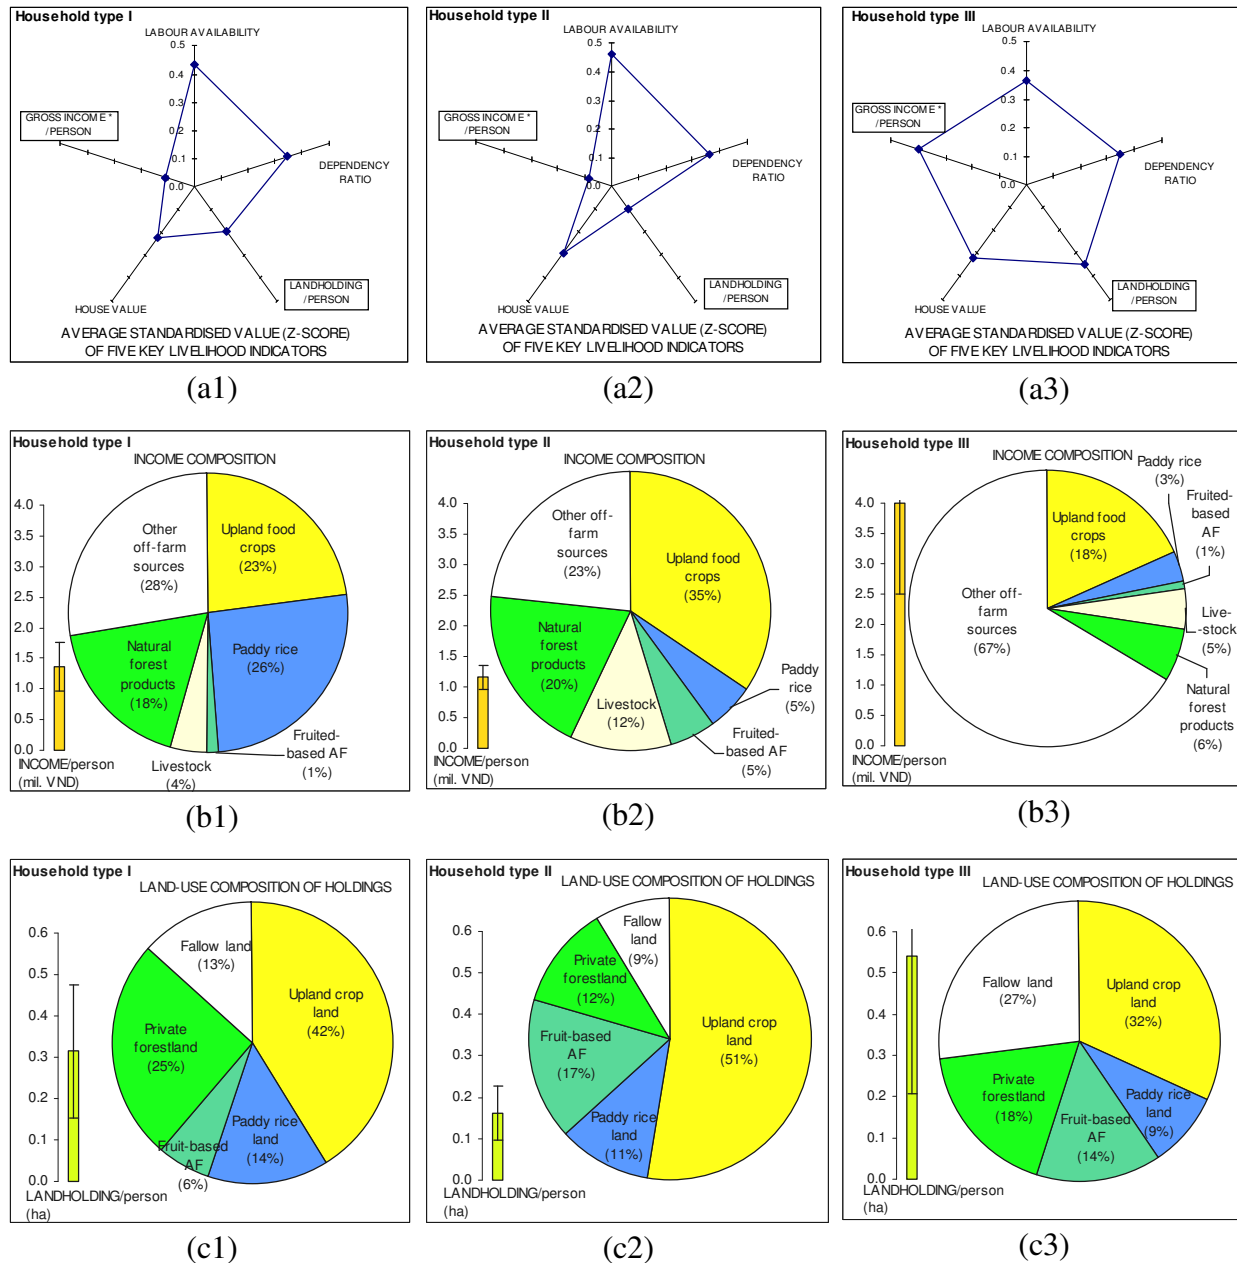 Household type I
LABOUR AVAILABILITY
0.5
0.4
0.3
0.2
0.1
0.0
GROSS INCOME *
/PERSON
DEPENDENCY
RATIO
LANDHOLDING
/PERSON
HOUSE VALUE
AVERAGE STANDARDISED VALUE (Z-SCORE)
OF FIVE KEY LIVELIHOOD INDICATORS
(a1)
Household type II
LABOUR AVAILABILITY
0.5
0.4
0.3
0.2
0.1
0.0
GROSS INCOME *
/PERSON
DEPENDENCY
RATIO
LANDHOLDING
/PERSON
HOUSE VALUE
AVERAGE STANDARDISED VALUE (Z-SCORE)
OF FIVE KEY LIVELIHOOD INDICATORS
(a2)
Household type III
LABOUR AVAILABILITY
0.5
0.4
0.3
0.2
0.1
0.0
GROSS INCOME *
/PERSON
DEPENDENCY
RATIO
LANDHOLDING
/PERSON
HOUSE VALUE
AVERAGE STANDARDISED VALUE (Z-SCORE)
OF FIVE KEY LIVELIHOOD INDICATORS
(a3)
Household type I
INCOME COMPOSITION
4.0
3.5
3.0
2.5
2.0
1.5
1.0
0.5
0.0
INCOME/person
(mil. VND)
Other
off-farm
sources
(28%)
Upland food
crops
(23%)
Paddy rice
(26%)
Natural
forest
products
(18%)
Livestock
(4%)
Fruited-
based AF
(1%)
(b1)
Household type II
INCOME COMPOSITION
4.0
3.5
3.0
2.5
2.0
1.5
1.0
0.5
0.0
INCOME/person
(mil. VND)
Other off-
farm
sources
(23%)
Upland food
crops
(35%)
Natural
forest
products
(20%)
Livestock
(12%)
Paddy
rice
(5%)
Fruited-
based AF
(5%)
(b2)
Household type III
INCOME COMPOSITION
4.0
3.5
3.0
2.5
2.0
1.5
1.0
0.5
0.0
INCOME/person
(mil. VND)
Paddy rice
(3%)
Fruited-
based
AF
(1%)
Upland food
crops
(18%)
Other off-
farm
sources
(67%)
Live-
-stock
(5%)
Natural
forest
products
(6%)
(b3)
Household type I
LAND-USE COMPOSITION OF HOLDINGS
0.6
0.5
0.4
0.3
0.2
0.1
0.0
LANDHOLDING/person
(ha)
Fallow land
(13%)
Upland crop
land
(42%)
Private
forestland
(25%)
Fruit-based
AF
(6%)
Paddy rice
land
(14%)
(c1)
Household type II
LAND-USE COMPOSITION OF HOLDINGS
0.6
0.5
0.4
0.3
0.2
0.1
0.0
LANDHOLDING/person
(ha)
Fallow
land
(9%)
Private
forestland
(12%)
Upland crop
land
(51%)
Fruit-based
AF
(17%)
Paddy rice
land
(11%)
(c2)
Household type III
LAND-USE COMPOSITION OF HOLDINGS
0.6
0.5
0.4
0.3
0.2
0.1
0.0
LANDHOLDING/person
(ha)
Fallow land
(27%)
Upland crop
land
(32%)
Private
forestland
(18%)
Fruit-based
AF
(14%)
Paddy rice
land
(9%)
(c3)